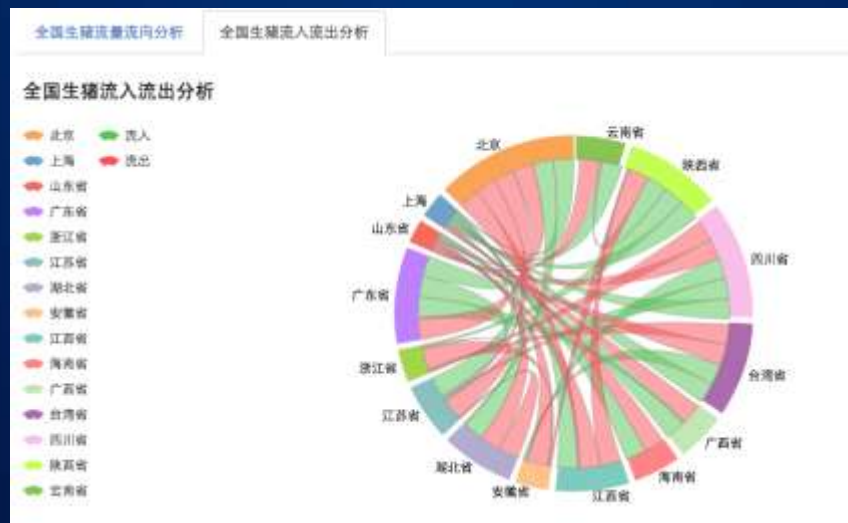 全国生猪流量流向分析 全国生猪流入流出分析
全国生猪流入流出分析
北京 流入
上海 流出
山东省
广东省
浙江省
江苏省
湖北省
安徽省
江西省
海南省
广西省
台湾省
四川省
陕西省
云南省
北京
云南省
陕西省
上海
山东省
四川省
广东省
浙江省
台湾省
江苏省
广西省
湖北省
海南省
安徽省
江西省